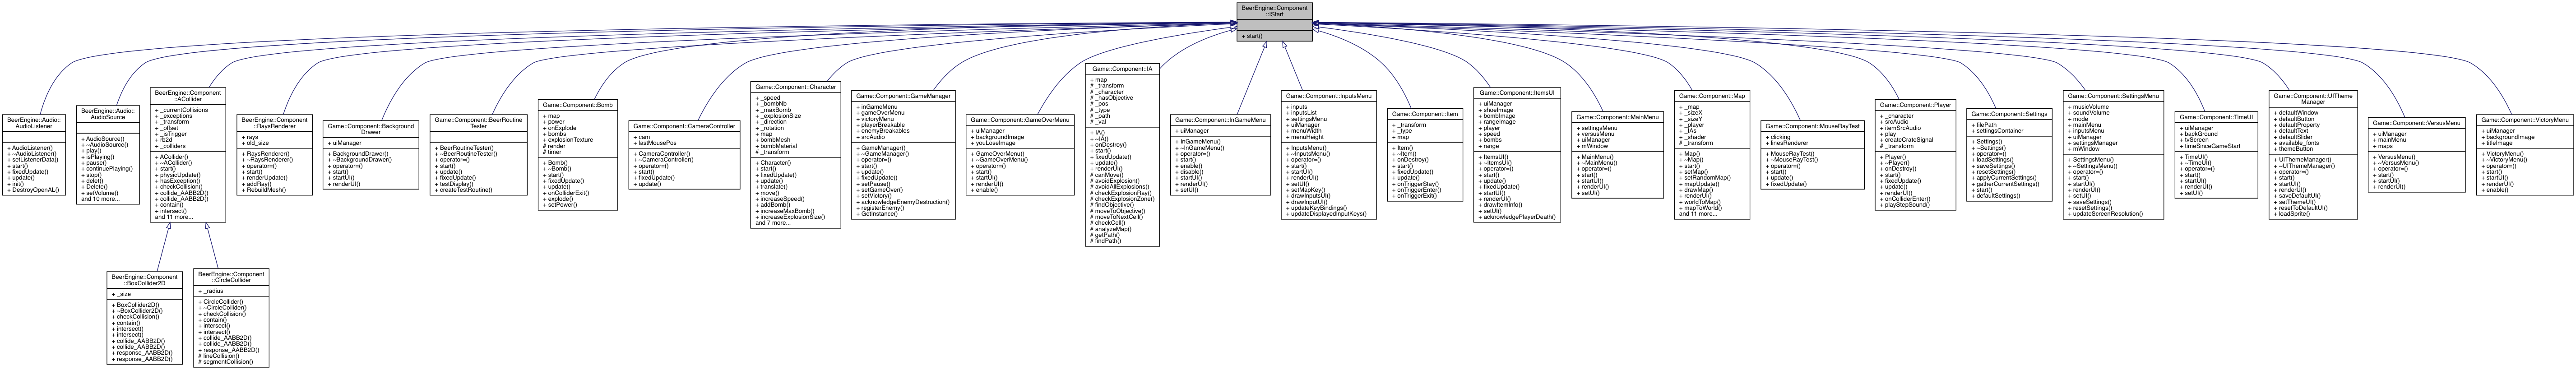 BeerEngine::Component
::IStart
+ start()
BeerEngine::Audio::
AudioListener
+ AudioListener()
+ ~AudioListener()
+ setListenerData()
+ start()
+ fixedUpdate()
+ update()
+ init()
+ DestroyOpenAL()
BeerEngine::Audio::
AudioSource
+ AudioSource()
+ ~AudioSource()
+ play()
+ isPlaying()
+ pause()
+ continuePlaying()
+ stop()
+ delet()
+ Delete()
+ setVolume()
+ start()
and 10 more...
BeerEngine::Component
::ACollider
+ _currentCollisions
+ _exceptions
+ _transform
+ _offset
+ _isTrigger
+ rb2d
+ _colliders
+ ACollider()
+ ~ACollider()
+ start()
+ physicUpdate()
+ hasException()
+ checkCollision()
+ collide_AABB2D()
+ collide_AABB2D()
+ contain()
+ intersect()
and 11 more...
BeerEngine::Component
::RaysRenderer
+ rays
+ old_size
+ RaysRenderer()
+ ~RaysRenderer()
+ operator=()
+ start()
+ renderUpdate()
+ addRay()
+ RebuildMesh()
Game::Component::Background
Drawer
+ uiManager
+ BackgroundDrawer()
+ ~BackgroundDrawer()
+ operator=()
+ start()
+ startUI()
+ renderUI()
Game::Component::BeerRoutine
Tester
+ BeerRoutineTester()
+ ~BeerRoutineTester()
+ operator=()
+ start()
+ update()
+ fixedUpdate()
+ testDisplay()
+ createTestRoutine()
Game::Component::Bomb
+ map
+ power
+ onExplode
+ bombs
+ explosionTexture
# render
# timer
+ Bomb()
+ ~Bomb()
+ start()
+ fixedUpdate()
+ update()
+ onColliderExit()
+ explode()
+ setPower()
Game::Component::CameraController
+ cam
+ lastMousePos
+ CameraController()
+ ~CameraController()
+ operator=()
+ start()
+ fixedUpdate()
+ update()
Game::Component::Character
+ _speed
+ _bombNb
+ _maxBomb
+ _explosionSize
+ _direction
+ _rotation
+ map
+ bombMesh
+ bombMaterial
# _transform
+ Character()
+ start()
+ fixedUpdate()
+ update()
+ translate()
+ move()
+ increaseSpeed()
+ addBomb()
+ increaseMaxBomb()
+ increaseExplosionSize()
and 7 more...
Game::Component::GameManager
+ inGameMenu
+ gameOverMenu
+ victoryMenu
+ playerBreakable
+ enemyBreakables
+ srcAudio
+ GameManager()
+ ~GameManager()
+ operator=()
+ start()
+ update()
+ fixedUpdate()
+ setPause()
+ setGameOver()
+ setVictory()
+ acknowledgeEnemyDestruction()
+ registerEnemy()
+ GetInstance()
Game::Component::GameOverMenu
+ uiManager
+ backgroundImage
+ youLoseImage
+ GameOverMenu()
+ ~GameOverMenu()
+ operator=()
+ start()
+ startUI()
+ renderUI()
+ enable()
Game::Component::IA
+ map
# _transform
# _character
# _hasObjective
# _pos
# _type
# _path
# _val
+ IA()
+ ~IA()
+ onDestroy()
+ start()
+ fixedUpdate()
+ update()
+ renderUI()
# canMove()
# avoidExplosion()
# avoidAllExplosions()
# checkExplosionRay()
# checkExplosionZone()
# findObjective()
# moveToObjective()
# moveToNextCell()
# checkCell()
# analyzeMap()
# getPath()
# findPath()
Game::Component::InGameMenu
+ uiManager
+ InGameMenu()
+ ~InGameMenu()
+ operator=()
+ start()
+ enable()
+ disable()
+ startUI()
+ renderUI()
+ setUI()
Game::Component::InputsMenu
+ inputs
+ inputsList
+ settingsMenu
+ uiManager
+ menuWidth
+ menuHeight
+ InputsMenu()
+ ~InputsMenu()
+ operator=()
+ start()
+ startUI()
+ renderUI()
+ setUI()
+ setMapKey()
+ drawInputUI()
+ drawInputsUI()
+ updateKeyBindings()
+ updateDisplayedInputKeys()
Game::Component::Item
+ _transform
+ _type
+ map
+ Item()
+ ~Item()
+ onDestroy()
+ start()
+ fixedUpdate()
+ update()
+ onTriggerStay()
+ onTriggerEnter()
+ onTriggerExit()
Game::Component::ItemsUI
+ uiManager
+ shoeImage
+ bombImage
+ rangeImage
+ player
+ speed
+ bombs
+ range
+ ItemsUI()
+ ~ItemsUI()
+ operator=()
+ start()
+ update()
+ fixedUpdate()
+ startUI()
+ renderUI()
+ drawItemInfo()
+ setUI()
+ acknowledgePlayerDeath()
Game::Component::MainMenu
+ settingsMenu
+ versusMenu
+ uiManager
+ mWindow
+ MainMenu()
+ ~MainMenu()
+ operator=()
+ start()
+ startUI()
+ renderUI()
+ setUI()
Game::Component::Map
+ _map
+ _sizeX
+ _sizeY
+ _player
+ _IAs
+ _shader
# _transform
+ Map()
+ ~Map()
+ start()
+ setMap()
+ setRandomMap()
+ mapUpdate()
+ drawMap()
+ renderUI()
+ worldToMap()
+ mapToWorld()
and 11 more...
Game::Component::MouseRayTest
+ clicking
+ linesRenderer
+ MouseRayTest()
+ ~MouseRayTest()
+ operator=()
+ start()
+ update()
+ fixedUpdate()
Game::Component::Player
+ _character
+ srcAudio
+ itemSrcAudio
+ play
+ createCrateSignal
# _transform
+ Player()
+ ~Player()
+ onDestroy()
+ start()
+ fixedUpdate()
+ update()
+ renderUI()
+ onColliderEnter()
+ playStepSound()
Game::Component::Settings
+ filePath
+ settingsContainer
+ Settings()
+ ~Settings()
+ operator=()
+ loadSettings()
+ saveSettings()
+ resetSettings()
+ applyCurrentSettings()
+ gatherCurrentSettings()
+ start()
+ defaultSettings()
Game::Component::SettingsMenu
+ musicVolume
+ soundVolume
+ mode
+ mainMenu
+ inputsMenu
+ uiManager
+ settingsManager
+ mWindow
+ SettingsMenu()
+ ~SettingsMenu()
+ operator=()
+ start()
+ startUI()
+ renderUI()
+ setUI()
+ saveSettings()
+ resetSettings()
+ updateScreenResolution()
Game::Component::TimeUI
+ uiManager
+ backGround
+ tvScreen
+ timeSinceGameStart
+ TimeUI()
+ ~TimeUI()
+ operator=()
+ start()
+ startUI()
+ renderUI()
+ setUI()
Game::Component::UITheme
Manager
+ defaultWindow
+ defaultButton
+ defaultProperty
+ defaultText
+ defaultSlider
+ available_fonts
+ themeButton
+ UIThemeManager()
+ ~UIThemeManager()
+ operator=()
+ start()
+ startUI()
+ renderUI()
+ saveDefaultUI()
+ setThemeUI()
+ resetToDefaultUI()
+ loadSprite()
Game::Component::VersusMenu
+ uiManager
+ mainMenu
+ maps
+ VersusMenu()
+ ~VersusMenu()
+ operator=()
+ start()
+ startUI()
+ renderUI()
Game::Component::VictoryMenu
+ uiManager
+ backgroundImage
+ titleImage
+ VictoryMenu()
+ ~VictoryMenu()
+ operator=()
+ start()
+ startUI()
+ renderUI()
+ enable()
BeerEngine::Component
::BoxCollider2D
+ _size
+ BoxCollider2D()
+ ~BoxCollider2D()
+ checkCollision()
+ contain()
+ intersect()
+ intersect()
+ collide_AABB2D()
+ collide_AABB2D()
+ response_AABB2D()
+ response_AABB2D()
BeerEngine::Component
::CircleCollider
+ _radius
+ CircleCollider()
+ ~CircleCollider()
+ checkCollision()
+ contain()
+ intersect()
+ intersect()
+ collide_AABB2D()
+ collide_AABB2D()
+ response_AABB2D()
# lineCollision()
# segmentCollision()